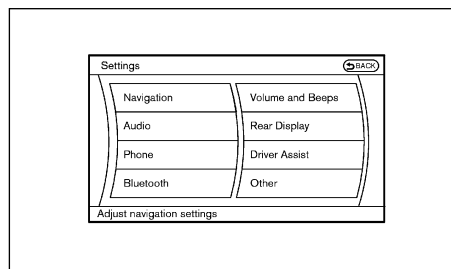 Settings
BACK
Navigation
Audio
Phone
Bluetooth
Volume and Beeps
Rear Display
Driver Assist
Other
Adjust navigation settings